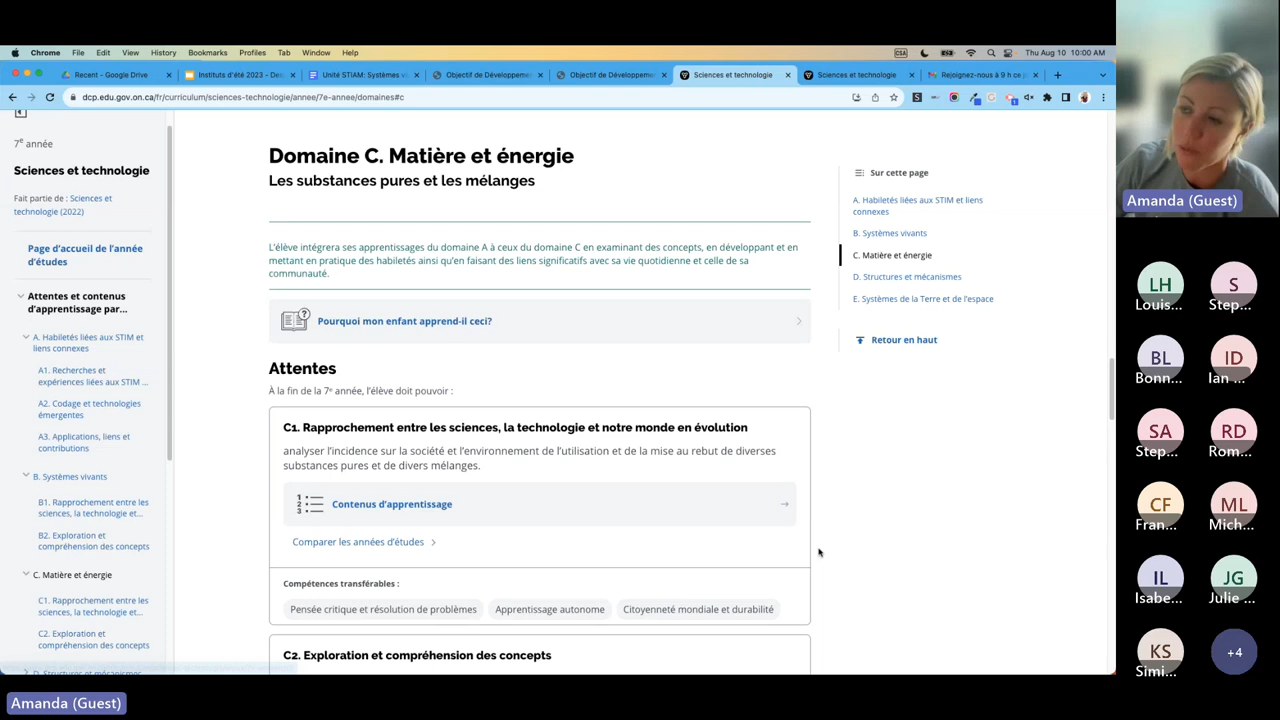 Chrome File Edit View History Bookmarks Profiles Tab Window Help
CSA Thu Aug 10 10:00 AM
Recent - Google Drive
Instituts d'été 2023 - Des
Unité STIAM: Systèmes v
Objectif de Développeme
Objectif de Développemen
Sciences et technologie
Sciences et technologie
Rejoignez-nous à 9 h ce j
dcp.edu.gov.on.ca/fr/curriculum/sciences-technologie/annee/7e-annee/domaines#c
7e année
Sciences et technologie
Fait partie de : Sciences et
technologie (2022)
Page d'accueil de l'année
d'études
Attentes et contenus
d'apprentissage par...
A. Habiletés liées aux STIM et
liens connexes
A1. Recherches et
expériences liées aux STIM ...
A2. Codage et technologies
émergentes
A3. Applications, liens et
contributions
B. Systèmes vivants
B1. Rapprochement entre les
sciences, la technologie et...
B2. Exploration et
compréhension des concepts
C. Matière et énergie
C1. Rapprochement entre les
sciences, la technologie et...
C2. Exploration et
compréhension des concepts
D. Structures et mécanismes
Domaine C. Matière et énergie
Les substances pures et les mélanges
L'élève intégrera ses apprentissages du domaine A à ceux du domaine C en examinant des concepts, en développant et en
mettant en pratique des habiletés ainsi qu'en faisant des liens significatifs avec sa vie quotidienne et celle de sa
communauté.
Pourquoi mon enfant apprend-il ceci?
Attentes
À la fin de la 7e année, l'élève doit pouvoir :
C1. Rapprochement entre les sciences, la technologie et notre monde en évolution
analyser l'incidence sur la société et l'environnement de l'utilisation et de la mise au rebut de diverses
substances pures et de divers mélanges.
Contenus d'apprentissage
Comparer les années d'études
Compétences transférables :
Pensée critique et résolution de problèmes
Apprentissage autonome
Citoyenneté mondiale et durabilité
C2. Exploration et compréhension des concepts
Sur cette page
A. Habiletés liées aux STIM et liens
connexes
B. Systèmes vivants
C. Matière et énergie
D. Structures et mécanismes
E. Systèmes de la Terre et de l'espace
Retour en haut
Amanda (Guest)
LH S
Louis... Step...
BL ID
Bonn... Ian ...
SA RD
Step... Rom...
CF ML
Fran... Mich...
IL JG
Isabe... Julie ...
KS +4
Simi...
Amanda (Guest)